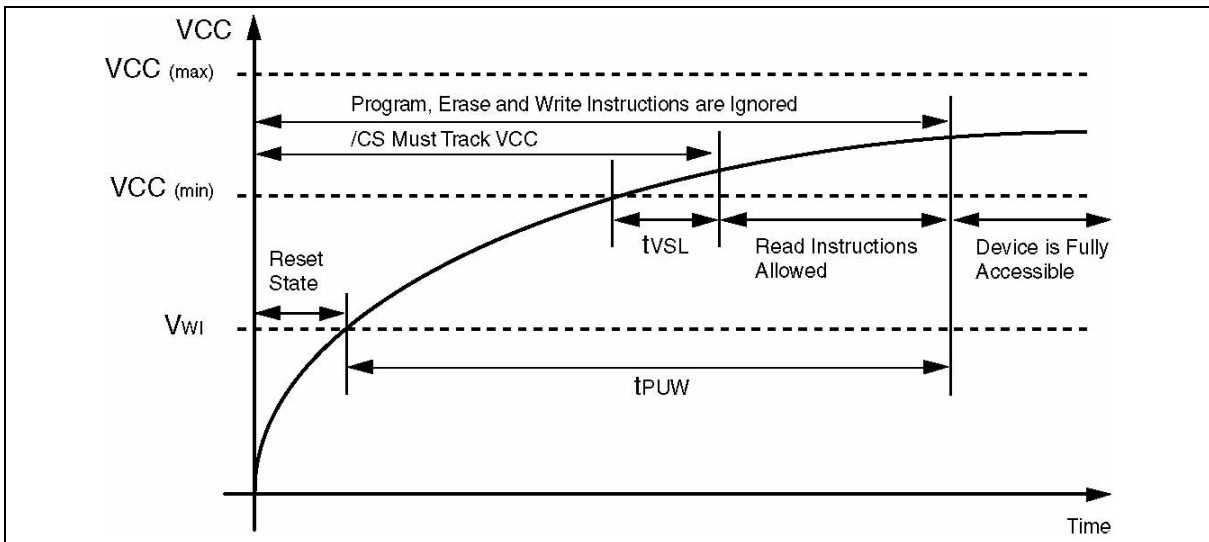 VCC
VCC (max)
Program, Erase and Write Instructions are Ignored
/CS Must Track VCC
VCC (min)
tVSL
Read Instructions
Allowed
Device is Fully
Accessible
Reset
State
VWI
tPUW
Time